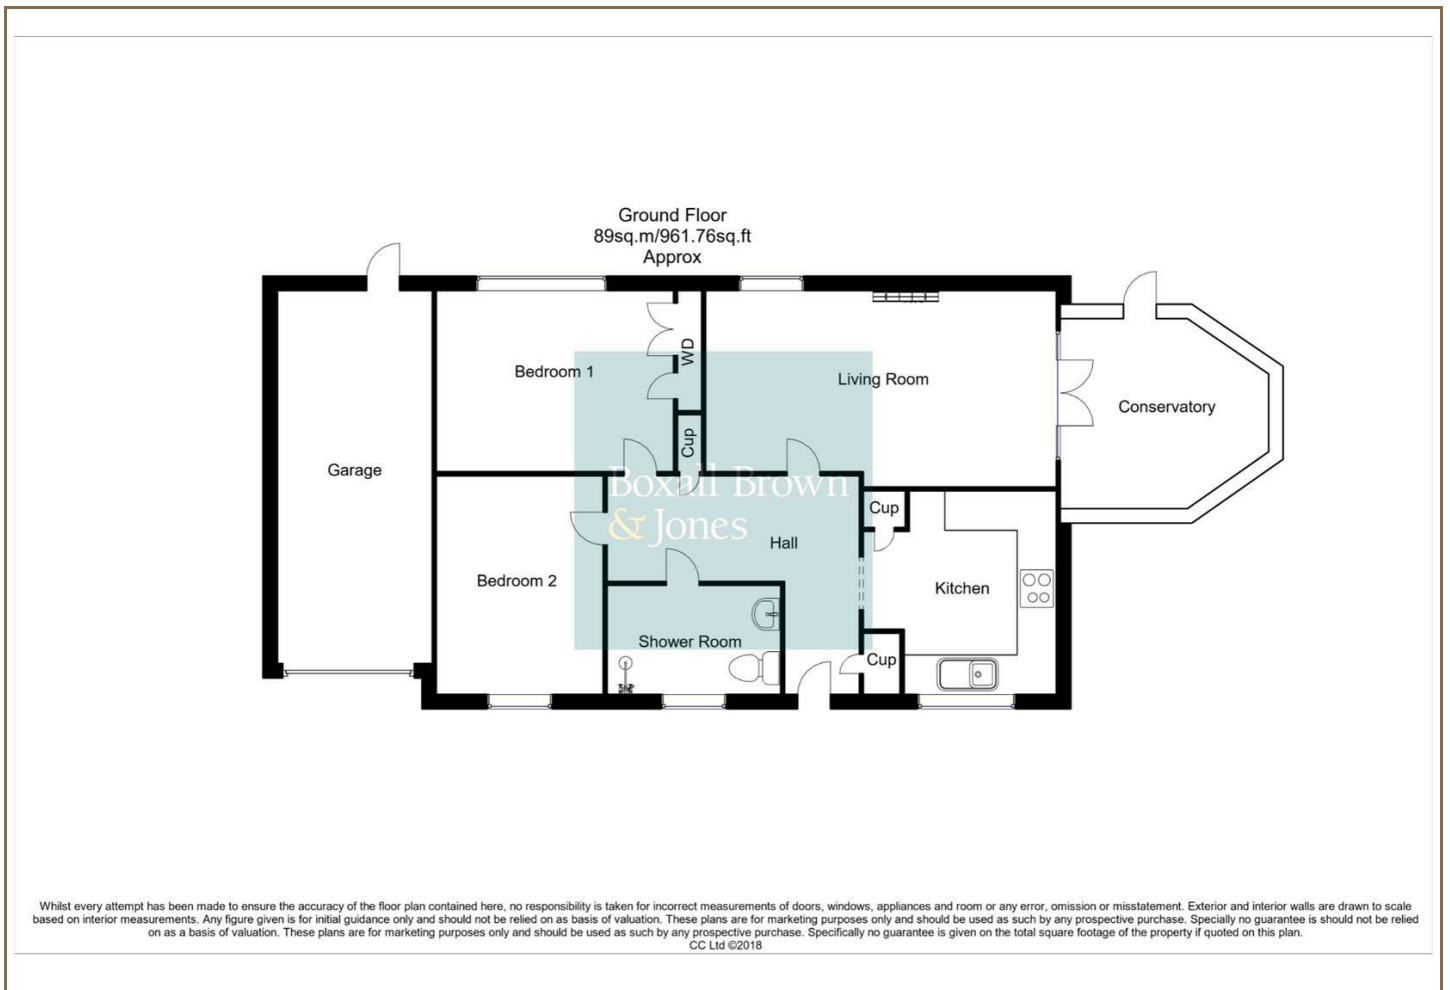 Ground Floor
89sq.m/961.76sq.ft
Approx
Bedroom 1
WD
Living Room
Conservatory
Cup
Garage
Boxall Brown
& Jones
Cup
Hall
Bedroom 2
Kitchen
Shower Room
Cup
Whilst every attempt has been made to ensure the accuracy of the floor plan contained here, no responsibility is taken for incorrect measurements of doors, windows, appliances and room or any error, omission or misstatement. Exterior and interior walls are drawn to scale
based on interior measurements. Any figure given is for initial guidance only and should not be relied on as basis of valuation. These plans are for marketing purposes only and should be used as such by any prospective purchase. Specially no guarantee is should not be relied
on as a basis of valuation. These plans are for marketing purposes only and should be used as such by any prospective purchase. Specifically no guarantee is given on the total square footage of the property if quoted on this plan.
CC Ltd ©2018